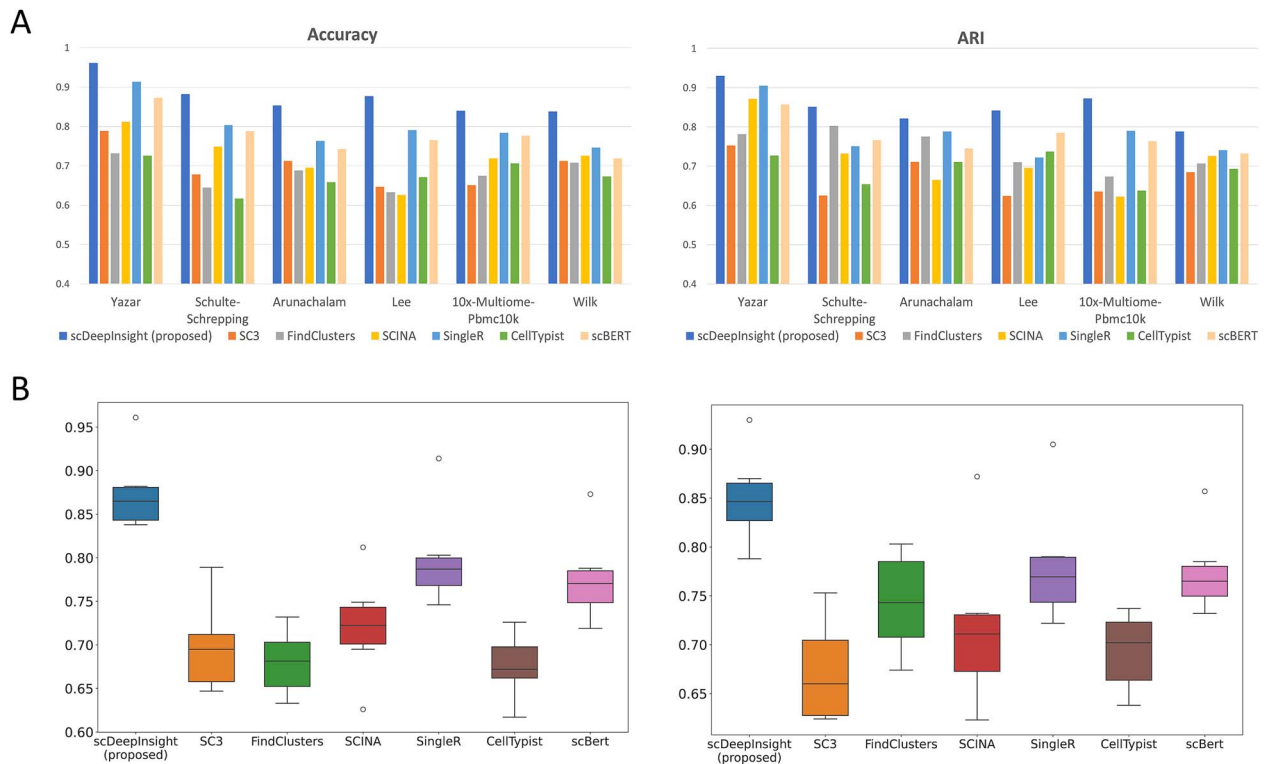 A
Accuracy
1
0.9
0.8
0.7
0.6
0.5
0.4
Yazar
Schulte-
Schrepping
Arunachalam
Lee
10x-Multiome-
Pbmc10k
Wilk
scDeepInsight (proposed) SC3 FindClusters SCINA SingleR CellTypist scBERT
ARI
1
0.9
0.8
0.7
0.6
0.5
0.4
Yazar
Schulte-
Schrepping
Arunachalam
Lee
10x-Multiome-
Pbmc10k
Wilk
scDeepInsight (proposed) SC3 FindClusters SCINA SingleR CellTypist scBERT
B
0.95
0.90
0.85
0.80
0.75
0.70
0.65
0.60
scDeepInsight
(proposed)
SC3
FindClusters
SCINA
SingleR
CellTypist
scBert
0.90
0.85
0.80
0.75
0.70
0.65
scDeepInsight
(proposed)
SC3
FindClusters
SCINA
SingleR
CellTypist
scBert